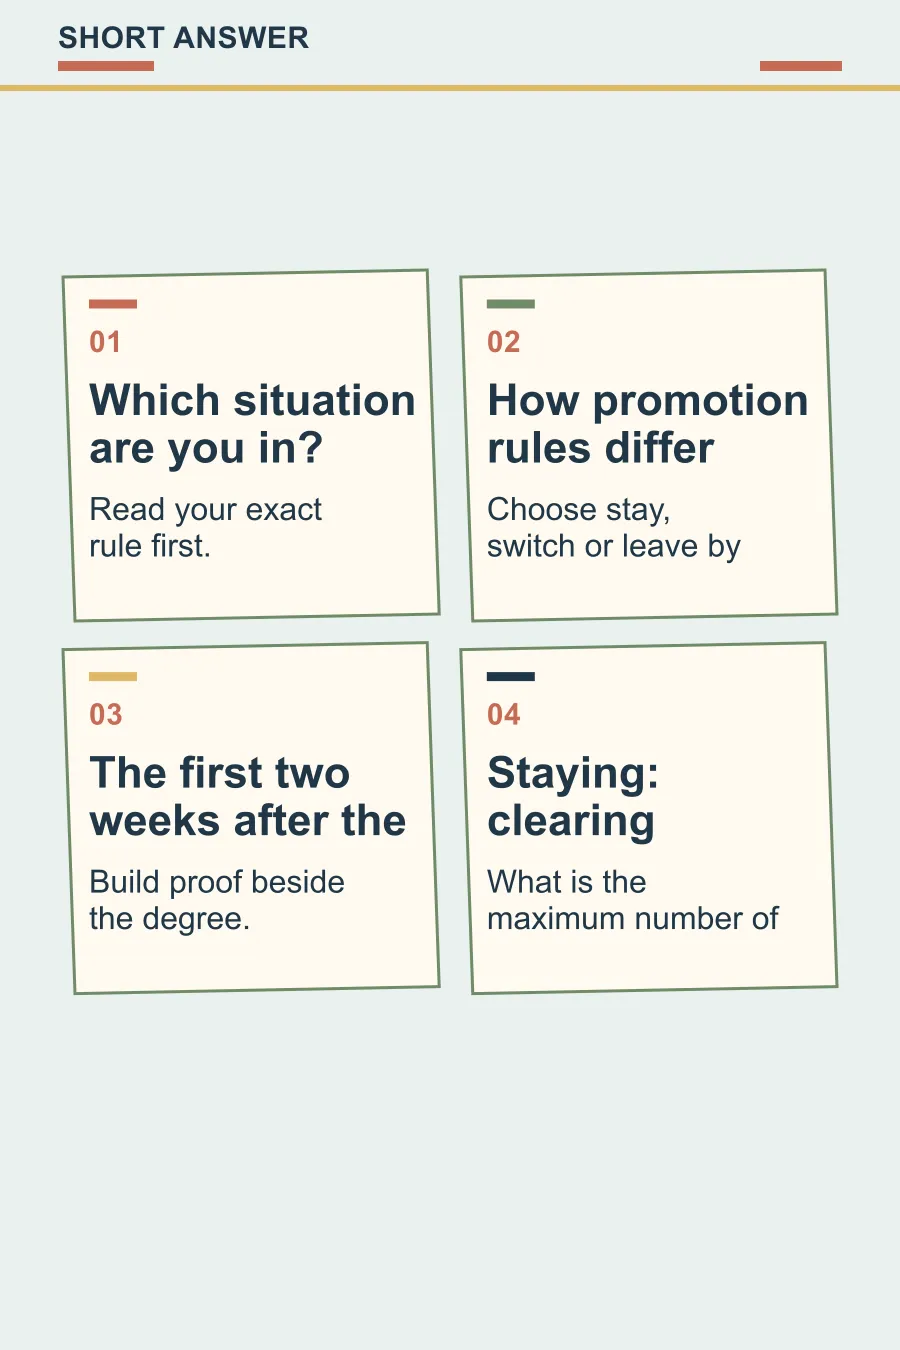 SHORT ANSWER
01
Which situation
are you in?
Read your exact
rule first.
02
How promotion
rules differ
Choose stay,
switch or leave by
03
The first two
weeks after the
Build proof beside
the degree.
04
Staying:
clearing
What is the
maximum number of